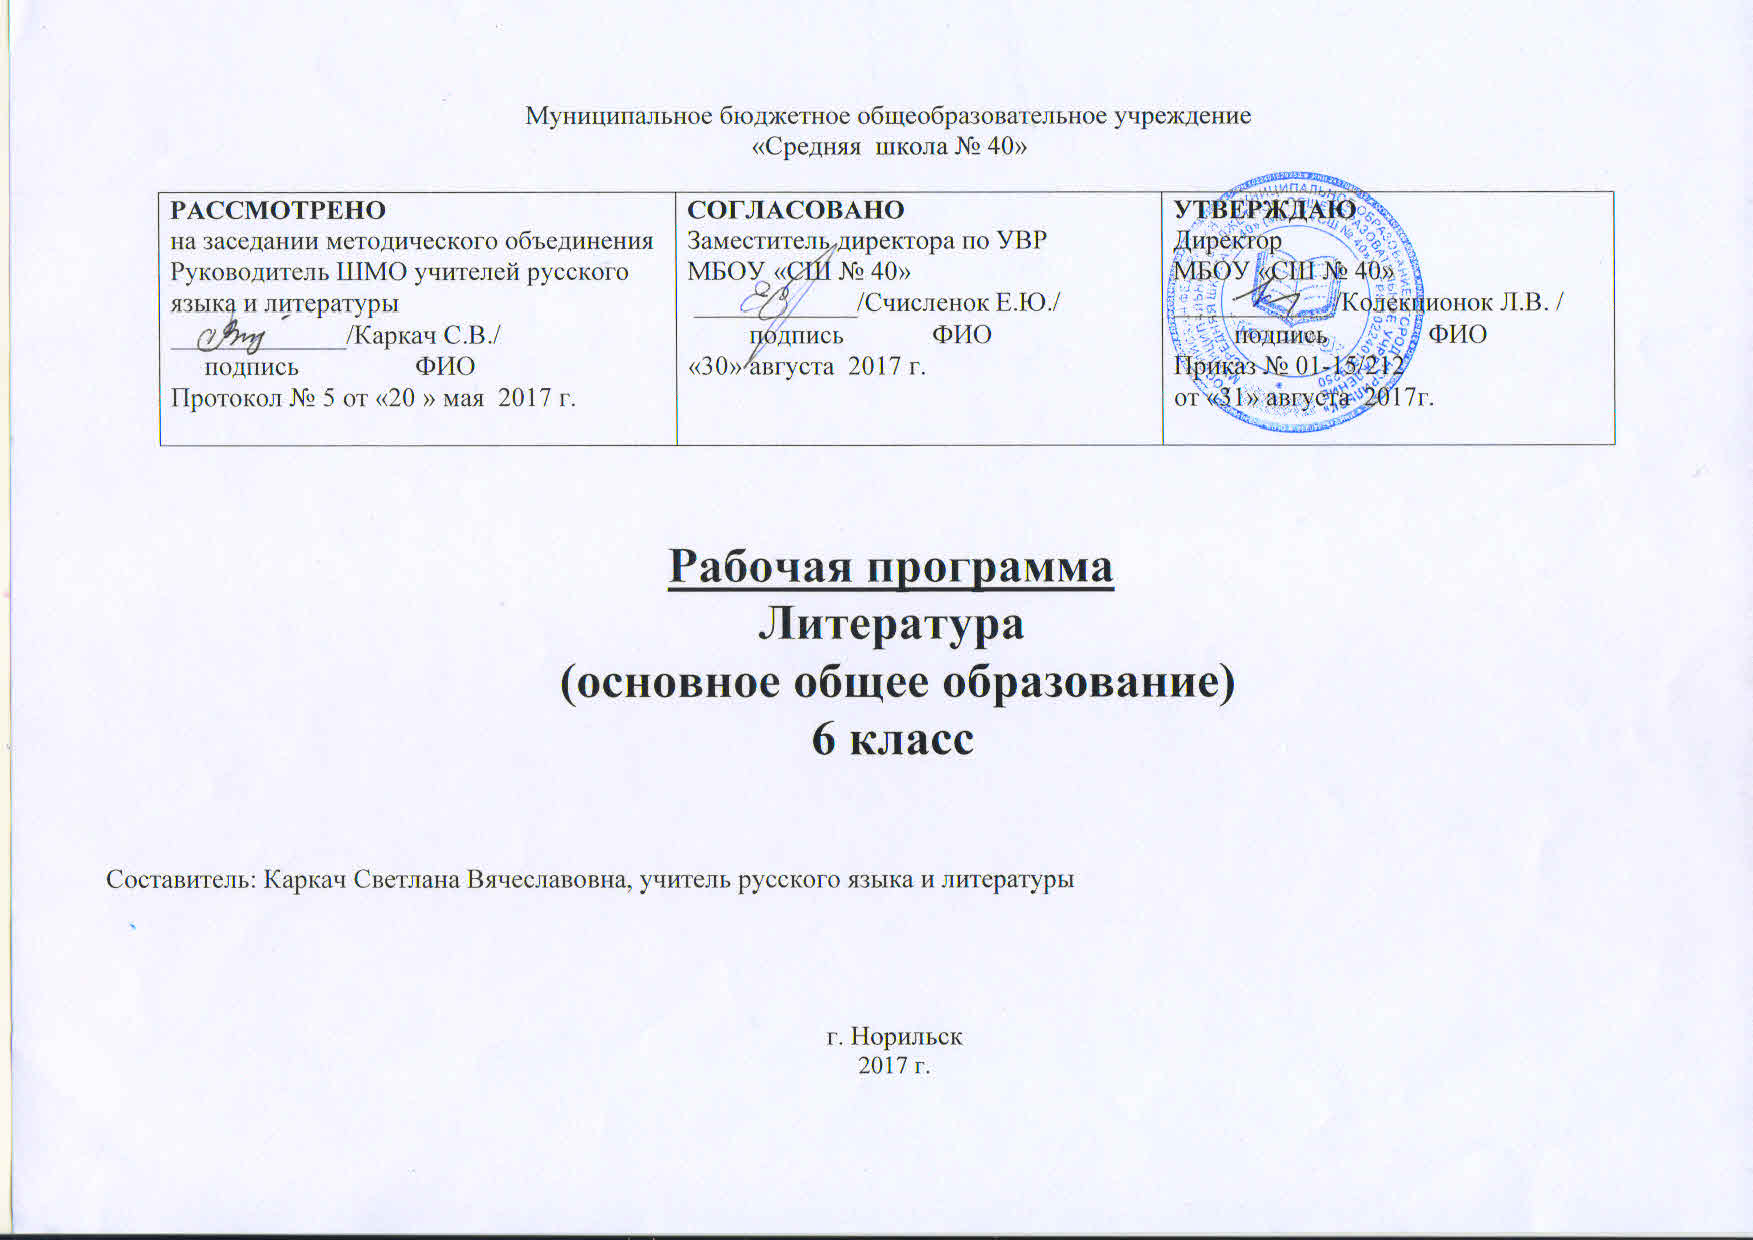 Муниципальное бюджетное общеобразовательное учреждение
«Средняя школа № 40»
РАССМОТРЕНО
на заседании методического объединения
Руководитель ШМО учителей русского
языка и литературы
_____________/Каркач С.В./
подпись ФИО
Протокол № 5 от «20 » мая 2017 г.
СОГЛАСОВАНО
Заместитель директора по УВР
МБОУ «СШ № 40»
____________/Счисленок Е.Ю./
подпись ФИО
«30» августа 2017 г.
УТВЕРЖДАЮ
Директор
МБОУ «СШ № 40»
____________/Колекционок Л.В. /
подпись ФИО
Приказ № 01-15/212
от «31» августа 2017г.
Рабочая программа
Литература
(основное общее образование)
6 класс
Составитель: Каркач Светлана Вячеславовна, учитель русского языка и литературы
г. Норильск
2017 г.